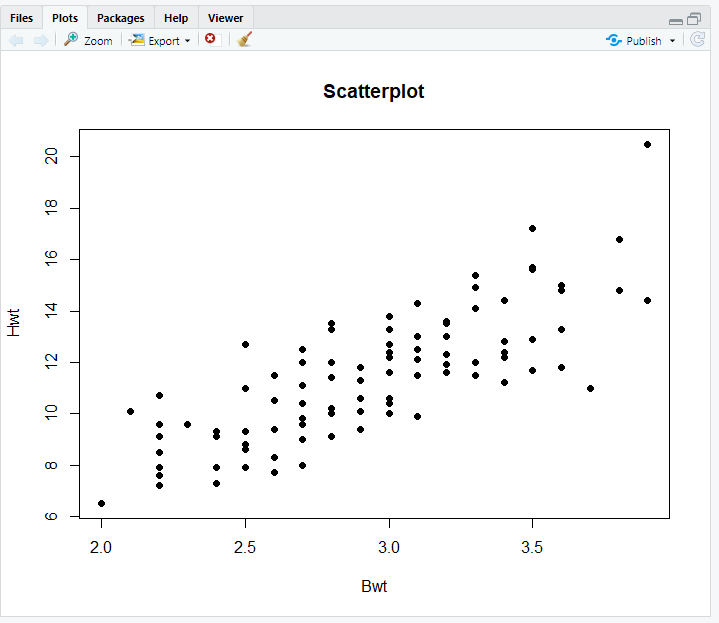 Files Plots Packages Help Viewer
Zoom Export Publish
Scatterplot
20
18
16
14
12
10
8
6
Hwt
2.0 2.5 3.0 3.5
Bwt